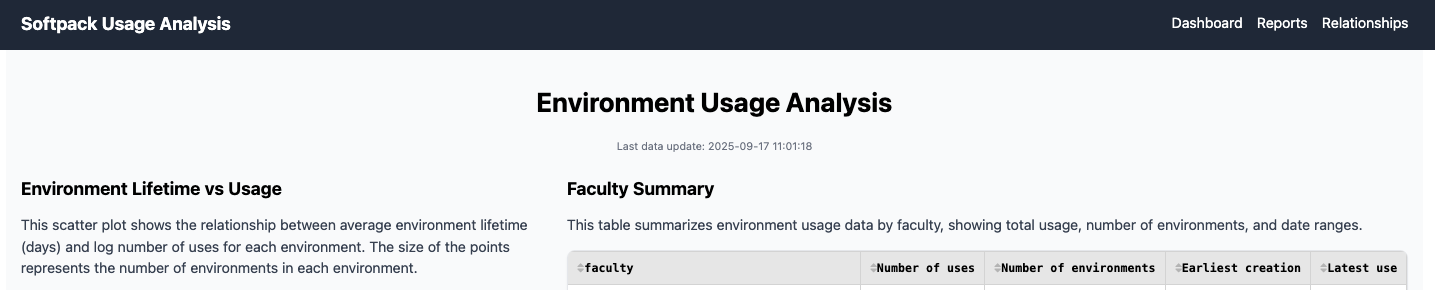 Softpack Usage Analysis
Dashboard Reports Relationships
Environment Usage Analysis
Last data update: 2025-09-17 11:01:18
Environment Lifetime vs Usage
This scatter plot shows the relationship between average environment lifetime
(days) and log number of uses for each environment. The size of the points
represents the number of environments in each environment.
Faculty Summary
This table summarizes environment usage data by faculty, showing total usage, number of environments, and date ranges.
faculty Number of uses Number of environments Earliest creation Latest use